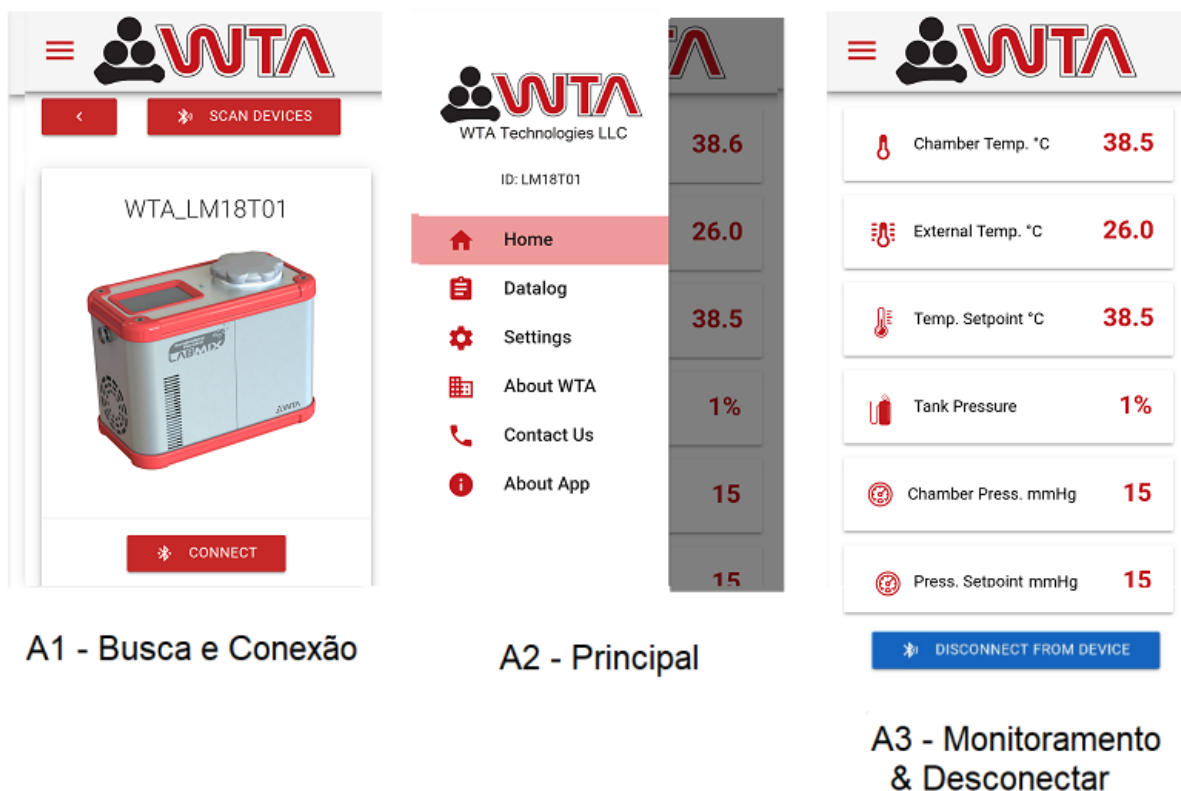 WTA
SCAN DEVICES
WTA_LM18T01
LABMIX
WTA
CONNECT
A1 - Busca e Conexão
WTA
WTA Technologies LLC
ID: LM18T01
Home
Datalog
Settings
About WTA
Contact Us
About App
38.6
26.0
38.5
1%
15
15
A2 - Principal
WTA
Chamber Temp. °C 38.5
External Temp. °C 26.0
Temp. Setpoint °C 38.5
Tank Pressure 1%
Chamber Press. mmHg 15
Press. Setpoint mmHg 15
DISCONNECT FROM DEVICE
A3 - Monitoramento
& Desconectar